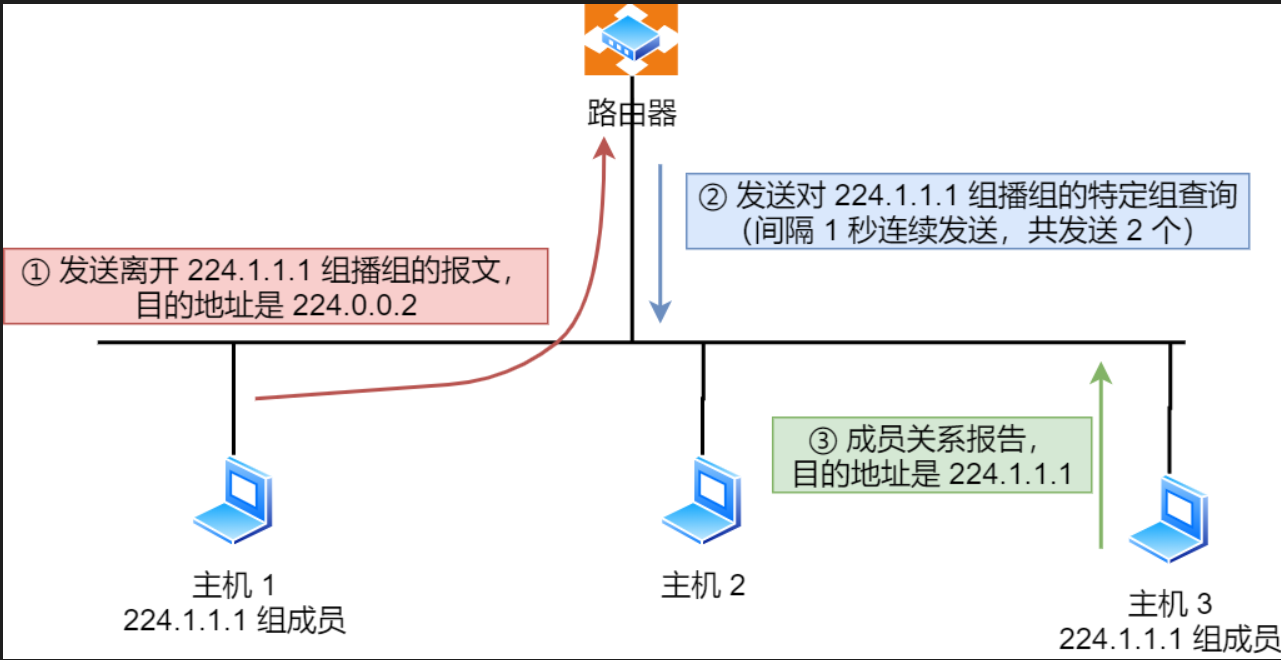 路由器
② 发送对 224.1.1.1 组播组的特定组查询
（间隔 1 秒连续发送，共发送 2 个）
① 发送离开 224.1.1.1 组播组的报文，
目的地址是 224.0.0.2
③ 成员关系报告，
目的地址是 224.1.1.1
主机 1
224.1.1.1 组成员
主机 2
主机 3
224.1.1.1 组成员